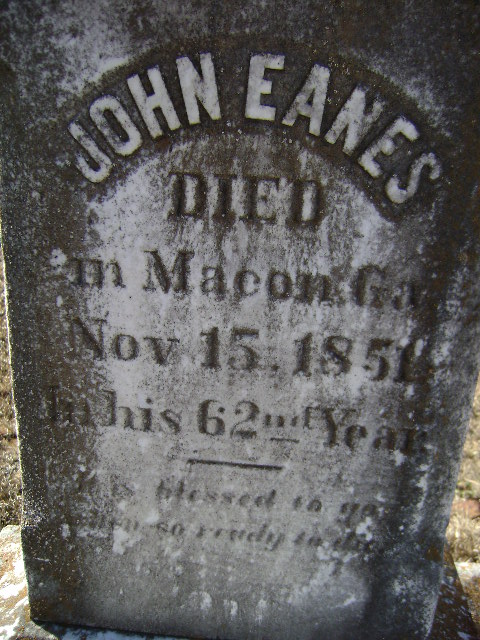 JOHN EANES
DIED
in Macon, Ga
Nov 15, 1851,
In his 62nd Year.
It is blessed to go
when so ready to die.